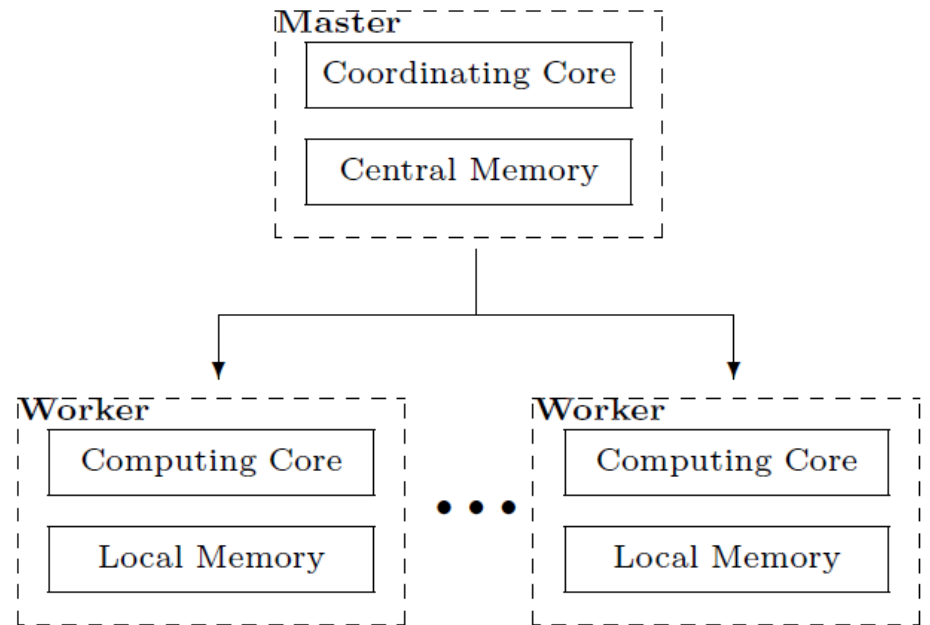 Master
Coordinating Core
Central Memory
Worker
Computing Core
Local Memory
Worker
Computing Core
Local Memory